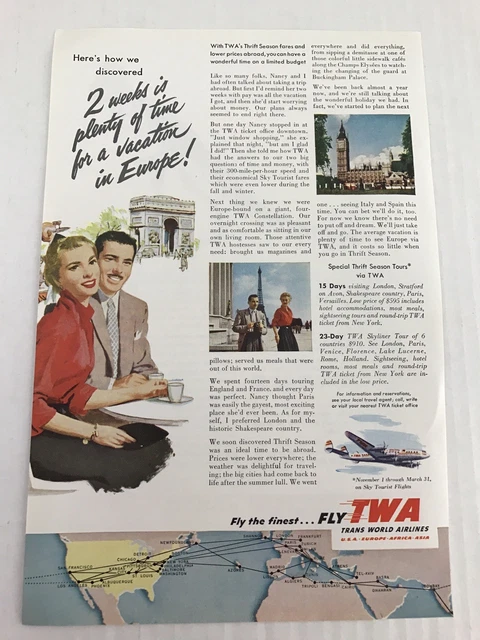 Here's how we
discovered
2 weeks is
plenty of time
for a vacation
in Europe!
With TWA's Thrift Season fares and
lower prices abroad, you can have a
wonderful time on a limited budget
Like so many folks, Nancy and I
had often talked about taking a trip
abroad. But first I'd remind her two
weeks with pay was all the vacation
I got, and then she'd start worrying
about money. Our plans always
seemed to end right there.
But one day Nancy stopped in at
the TWA ticket office downtown.
"Just window shopping," she ex-
plained that night, "but am I glad
I did!" Then she told me how TWA
had the answers to our two big
questions of time and money, with
their 300-mile-per-hour speed and
their economical Sky Tourist fares
which were even lower during the
fall and winter.
Next thing we knew we were
Europe-bound on a giant, four-
engine TWA Constellation. Our
overnight crossing was as pleasant
and as comfortable as sitting in our
own living room. Those attentive
TWA hostesses saw to our every
need; brought us magazines and
pillows; served us meals that were
out of this world.
We spent fourteen days touring
England and France, and every day
was perfect. Nancy thought Paris
was easily the gayest, most exciting
place she'd ever been. As for my-
self, I preferred London and the
historic Shakespeare country.
We soon discovered Thrift Season
was an ideal time to be abroad.
Prices were lower everywhere; the
weather was delightful for travel-
ing; the big cities had come back to
life after the summer lull. We went
everywhere and did everything,
from sipping a demitasse at one of
those colorful little sidewalk cafés
along the Champs Elysées to watch-
ing the changing of the guard at
Buckingham Palace.
We've been back almost a year
now, and we're still talking about
the wonderful holiday we had. In
fact, we've started to plan the next
one . . . seeing Italy and Spain this
time. You can bet we'll do it, too.
For now we know there's no need
to put off and dream. We'll just take
off and go. The average vacation is
plenty of time to see Europe via
TWA, and it costs so little when
you go in Thrift Season.
Special Thrift Season Tours*
via TWA
15 Days visiting London, Stratford
on Avon, Shakespeare country, Paris,
Versailles. Low price of $595 includes
hotel accommodations, most meals,
sightseeing tours and round-trip TWA
ticket from New York.
23-Day TWA Skyliner Tour of 6
countries $910. See London, Paris,
Venice, Florence, Lake Lucerne,
Rome, Holland. Sightseeing, hotel
rooms, most meals and round-trip
TWA ticket from New York are in-
cluded in the low price.
For information and reservations,
see your local travel agent; call, write
or visit your nearest TWA ticket office
*November 1 through March 31,
on Sky Tourist Flights
Fly the finest... FLY TWA
TRANS WORLD AIRLINES
U.S.A.·EUROPE·AFRICA·ASIA
SAN FRANCISCO
LOS ANGELES
PHOENIX
ALBUQUERQUE
KANSAS CITY
CHICAGO
DETROIT
ST. LOUIS
WASHINGTON
BALTIMORE
PHILADELPHIA
NEWFOUNDLAND
AZORES
SHANNON
LONDON
PARIS
FRANKFURT
ZURICH
MADRID
LISBON
ALGIERS
TUNIS
ROME
TRIPOLI
BENGASI
CAIRO
TEL-AVIV
BASRA
DHAHRAN
BOMBAY